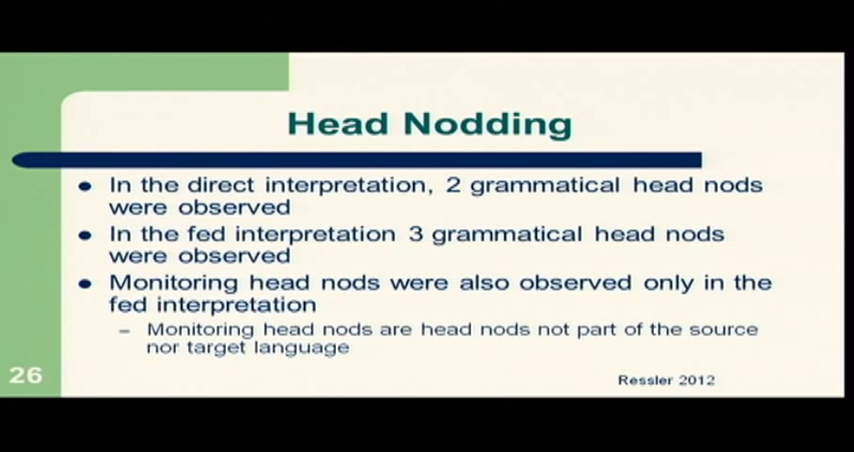 Head Nodding
In the direct interpretation, 2 grammatical head nods
were observed
In the fed interpretation 3 grammatical head nods
were observed
Monitoring head nods were also observed only in the
fed interpretation
– Monitoring head nods are head nods not part of the source
nor target language
26
Ressler 2012